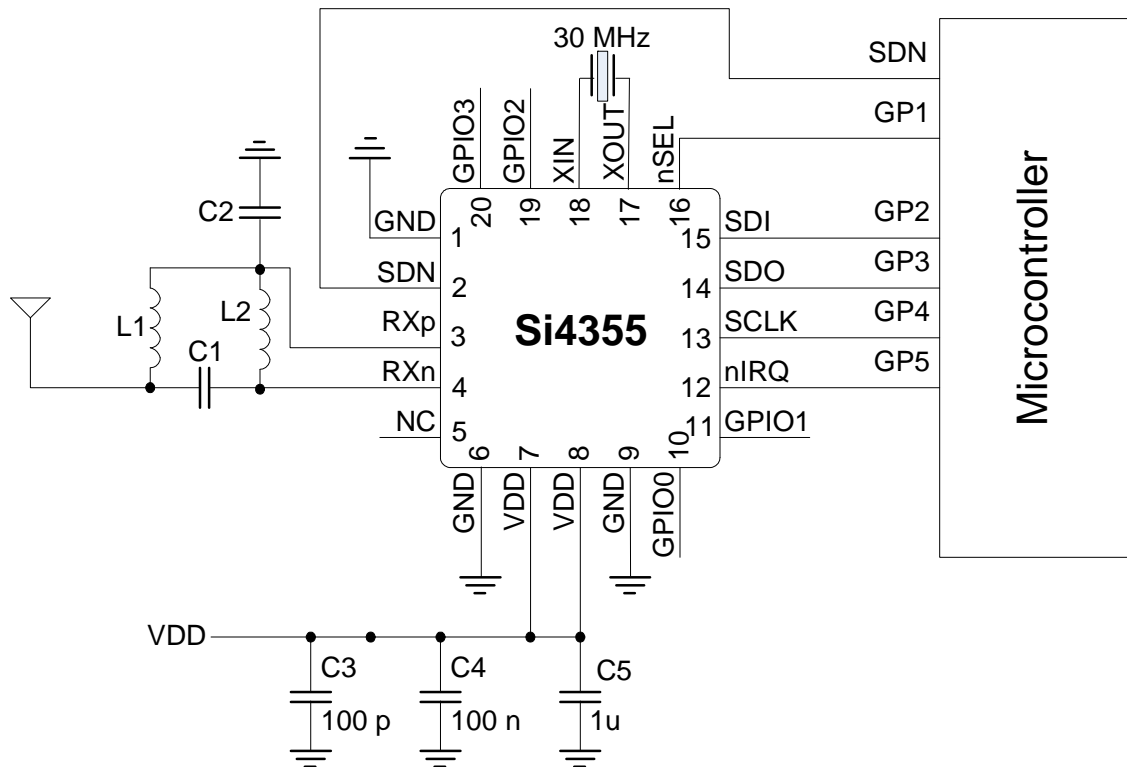 30 MHz
SDN
GP1
GPIO3
GPIO2
XIN
XOUT
nSEL
20
19
18
17
16
C2
GND
1
15
SDI
GP2
SDN
2
14
SDO
GP3
L1
L2
RXp
3
Si4355
13
SCLK
GP4
C1
RXn
4
12
nIRQ
GP5
NC
5
11
GPIO1
Microcontroller
6
7
8
9
10
GND
VDD
VDD
GND
GPIO0
VDD
C3
C4
C5
100 p
100 n
1u